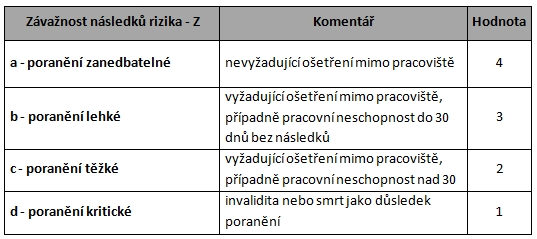 Závažnost následků rizika - Z Komentář Hodnota
a - poranění zanedbatelné nevyžadující ošetření mimo pracoviště 4
b - poranění lehké vyžadující ošetření mimo pracoviště, 3
případně pracovní neschopnost do 30
dnů bez následků
c - poranění těžké vyžadující ošetření mimo pracoviště, 2
případně pracovní neschopnost nad 30
d - poranění kritické invalidita nebo smrt jako důsledek 1
poranění